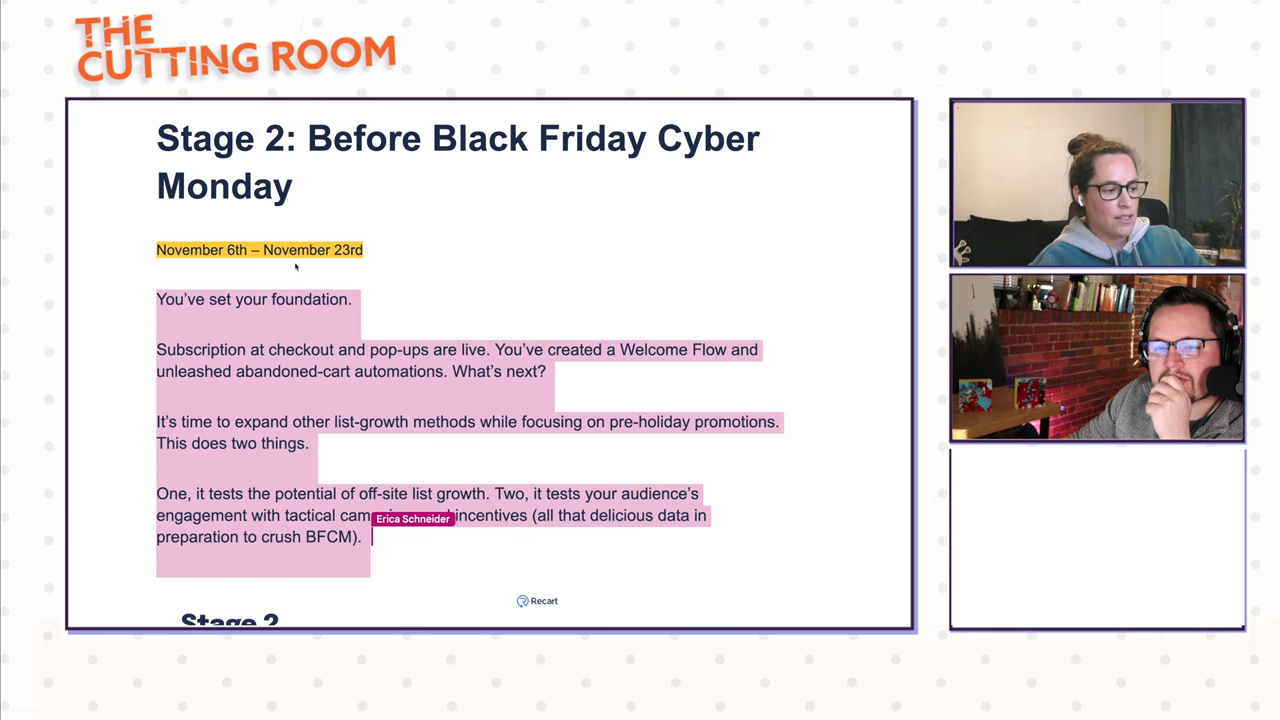 THE
CUTTING ROOM
Stage 2: Before Black Friday Cyber
Monday
November 6th – November 23rd
You’ve set your foundation.
Subscription at checkout and pop-ups are live. You’ve created a Welcome Flow and
unleashed abandoned-cart automations. What’s next?
It’s time to expand other list-growth methods while focusing on pre-holiday promotions.
This does two things.
One, it tests the potential of off-site list growth. Two, it tests your audience’s
engagement with tactical incentives (all that delicious data in
Erica Schneider
preparation to crush BFCM).
Recart
Stage 2